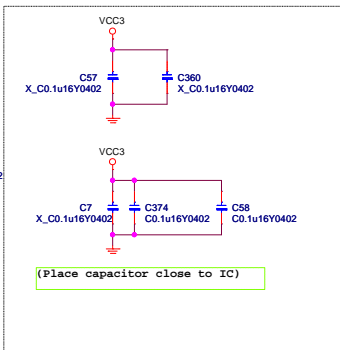 VCC3
C57
X_C0.1u16Y0402
C360
X_C0.1u16Y0402
VCC3
C7
X_C0.1u16Y0402
C374
C0.1u16Y0402
C58
C0.1u16Y0402
(Place capacitor close to IC)